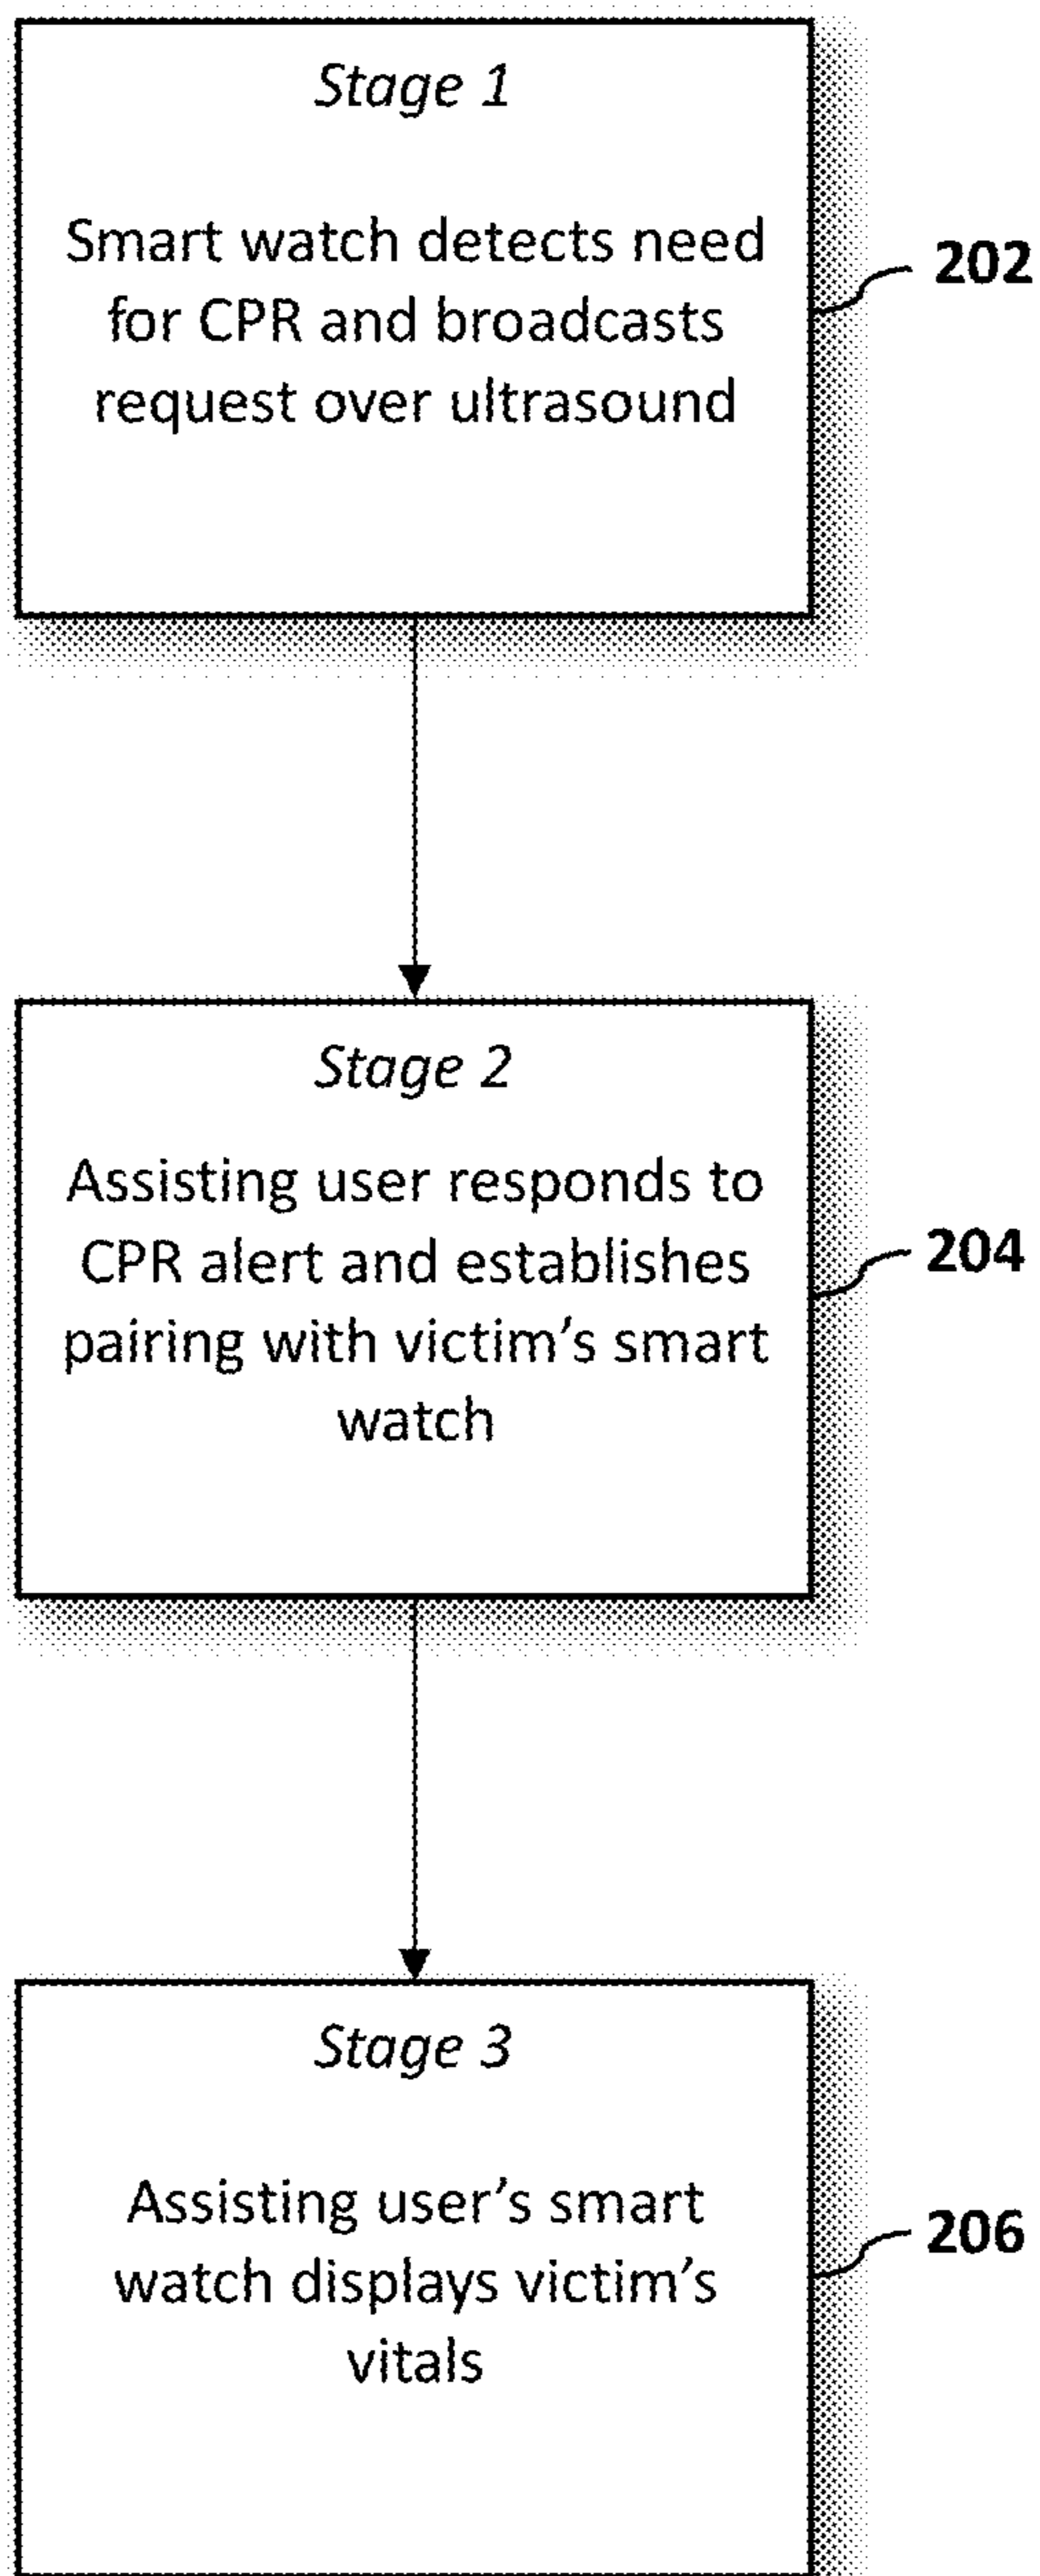 Stage 1
Smart watch detects need
for CPR and broadcasts
request over ultrasound
202
Stage 2
Assisting user responds to
CPR alert and establishes
pairing with victim’s smart
watch
204
Stage 3
Assisting user’s smart
watch displays victim’s
vitals
206